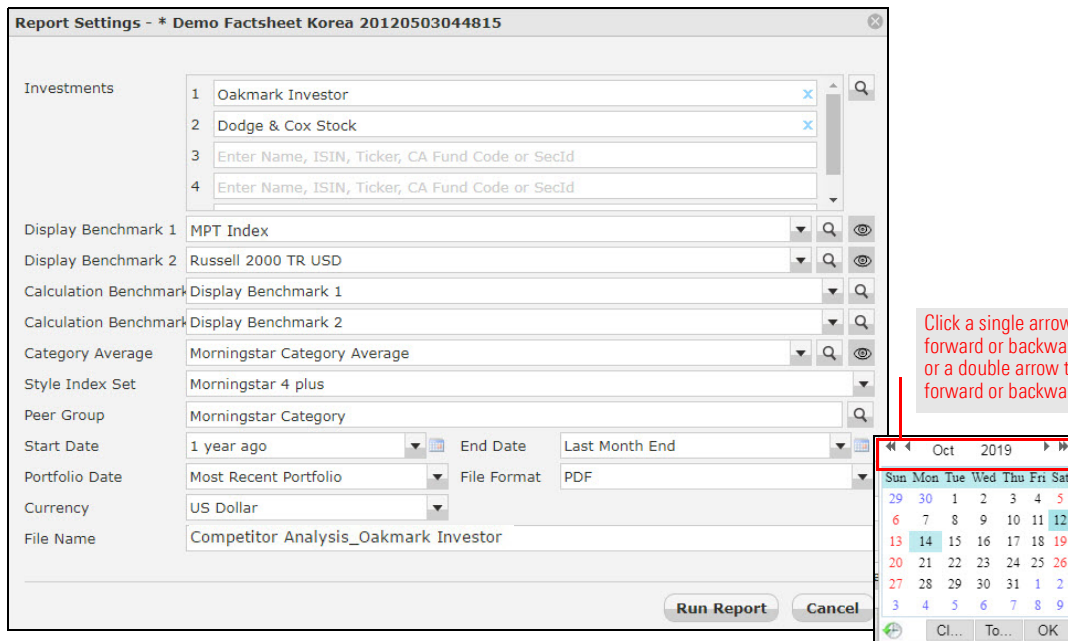 Report Settings - * Demo Factsheet Korea 20120503044815
Investments
1 Oakmark Investor x
2 Dodge & Cox Stock x
3 Enter Name, ISIN, Ticker, CA Fund Code or SecId
4 Enter Name, ISIN, Ticker, CA Fund Code or SecId
Display Benchmark 1 MPT Index
Display Benchmark 2 Russell 2000 TR USD
Calculation Benchmark Display Benchmark 1
Calculation Benchmark Display Benchmark 2
Category Average Morningstar Category Average
Style Index Set Morningstar 4 plus
Peer Group Morningstar Category
Start Date 1 year ago End Date Last Month End
Portfolio Date Most Recent Portfolio File Format PDF
Currency US Dollar
File Name Competitor Analysis_Oakmark Investor
Run Report Cancel
Click a single arrow
forward or backwa
or a double arrow t
forward or backwa
Oct 2019
Sun Mon Tue Wed Thu Fri Sat
29 30 1 2 3 4 5
6 7 8 9 10 11 12
13 14 15 16 17 18 19
20 21 22 23 24 25 26
27 28 29 30 31 1 2
3 4 5 6 7 8 9
Cl... To... OK